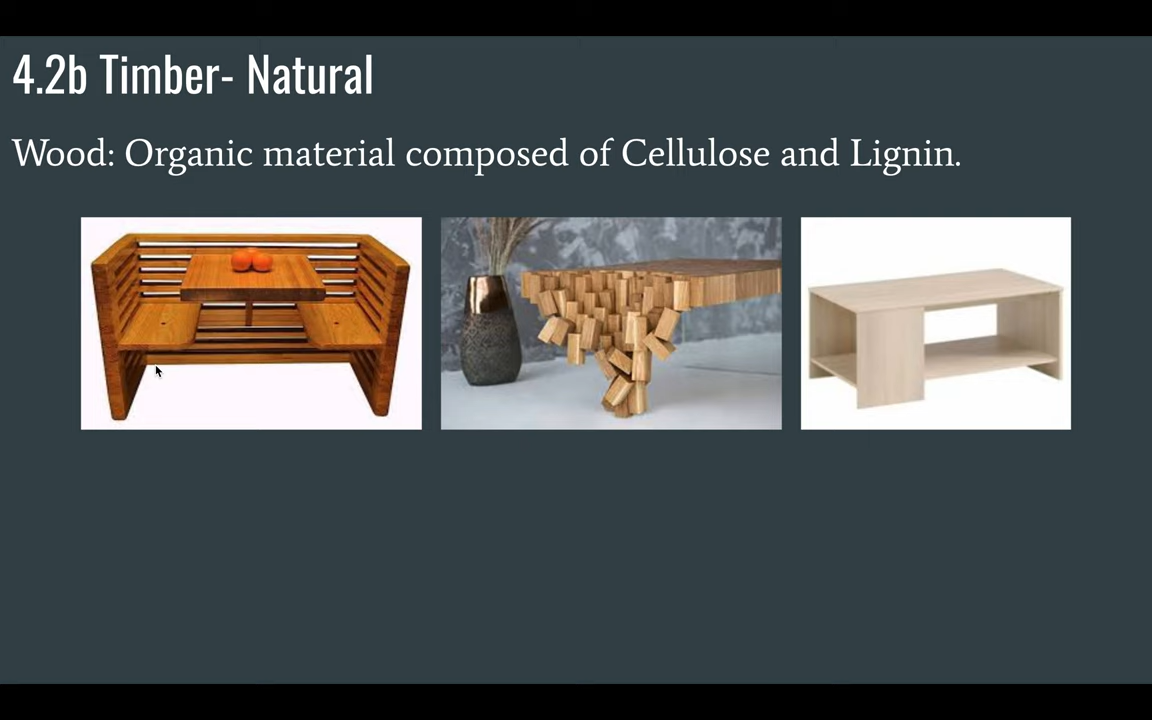 4.2b Timber- Natural
Wood: Organic material composed of Cellulose and Lignin.